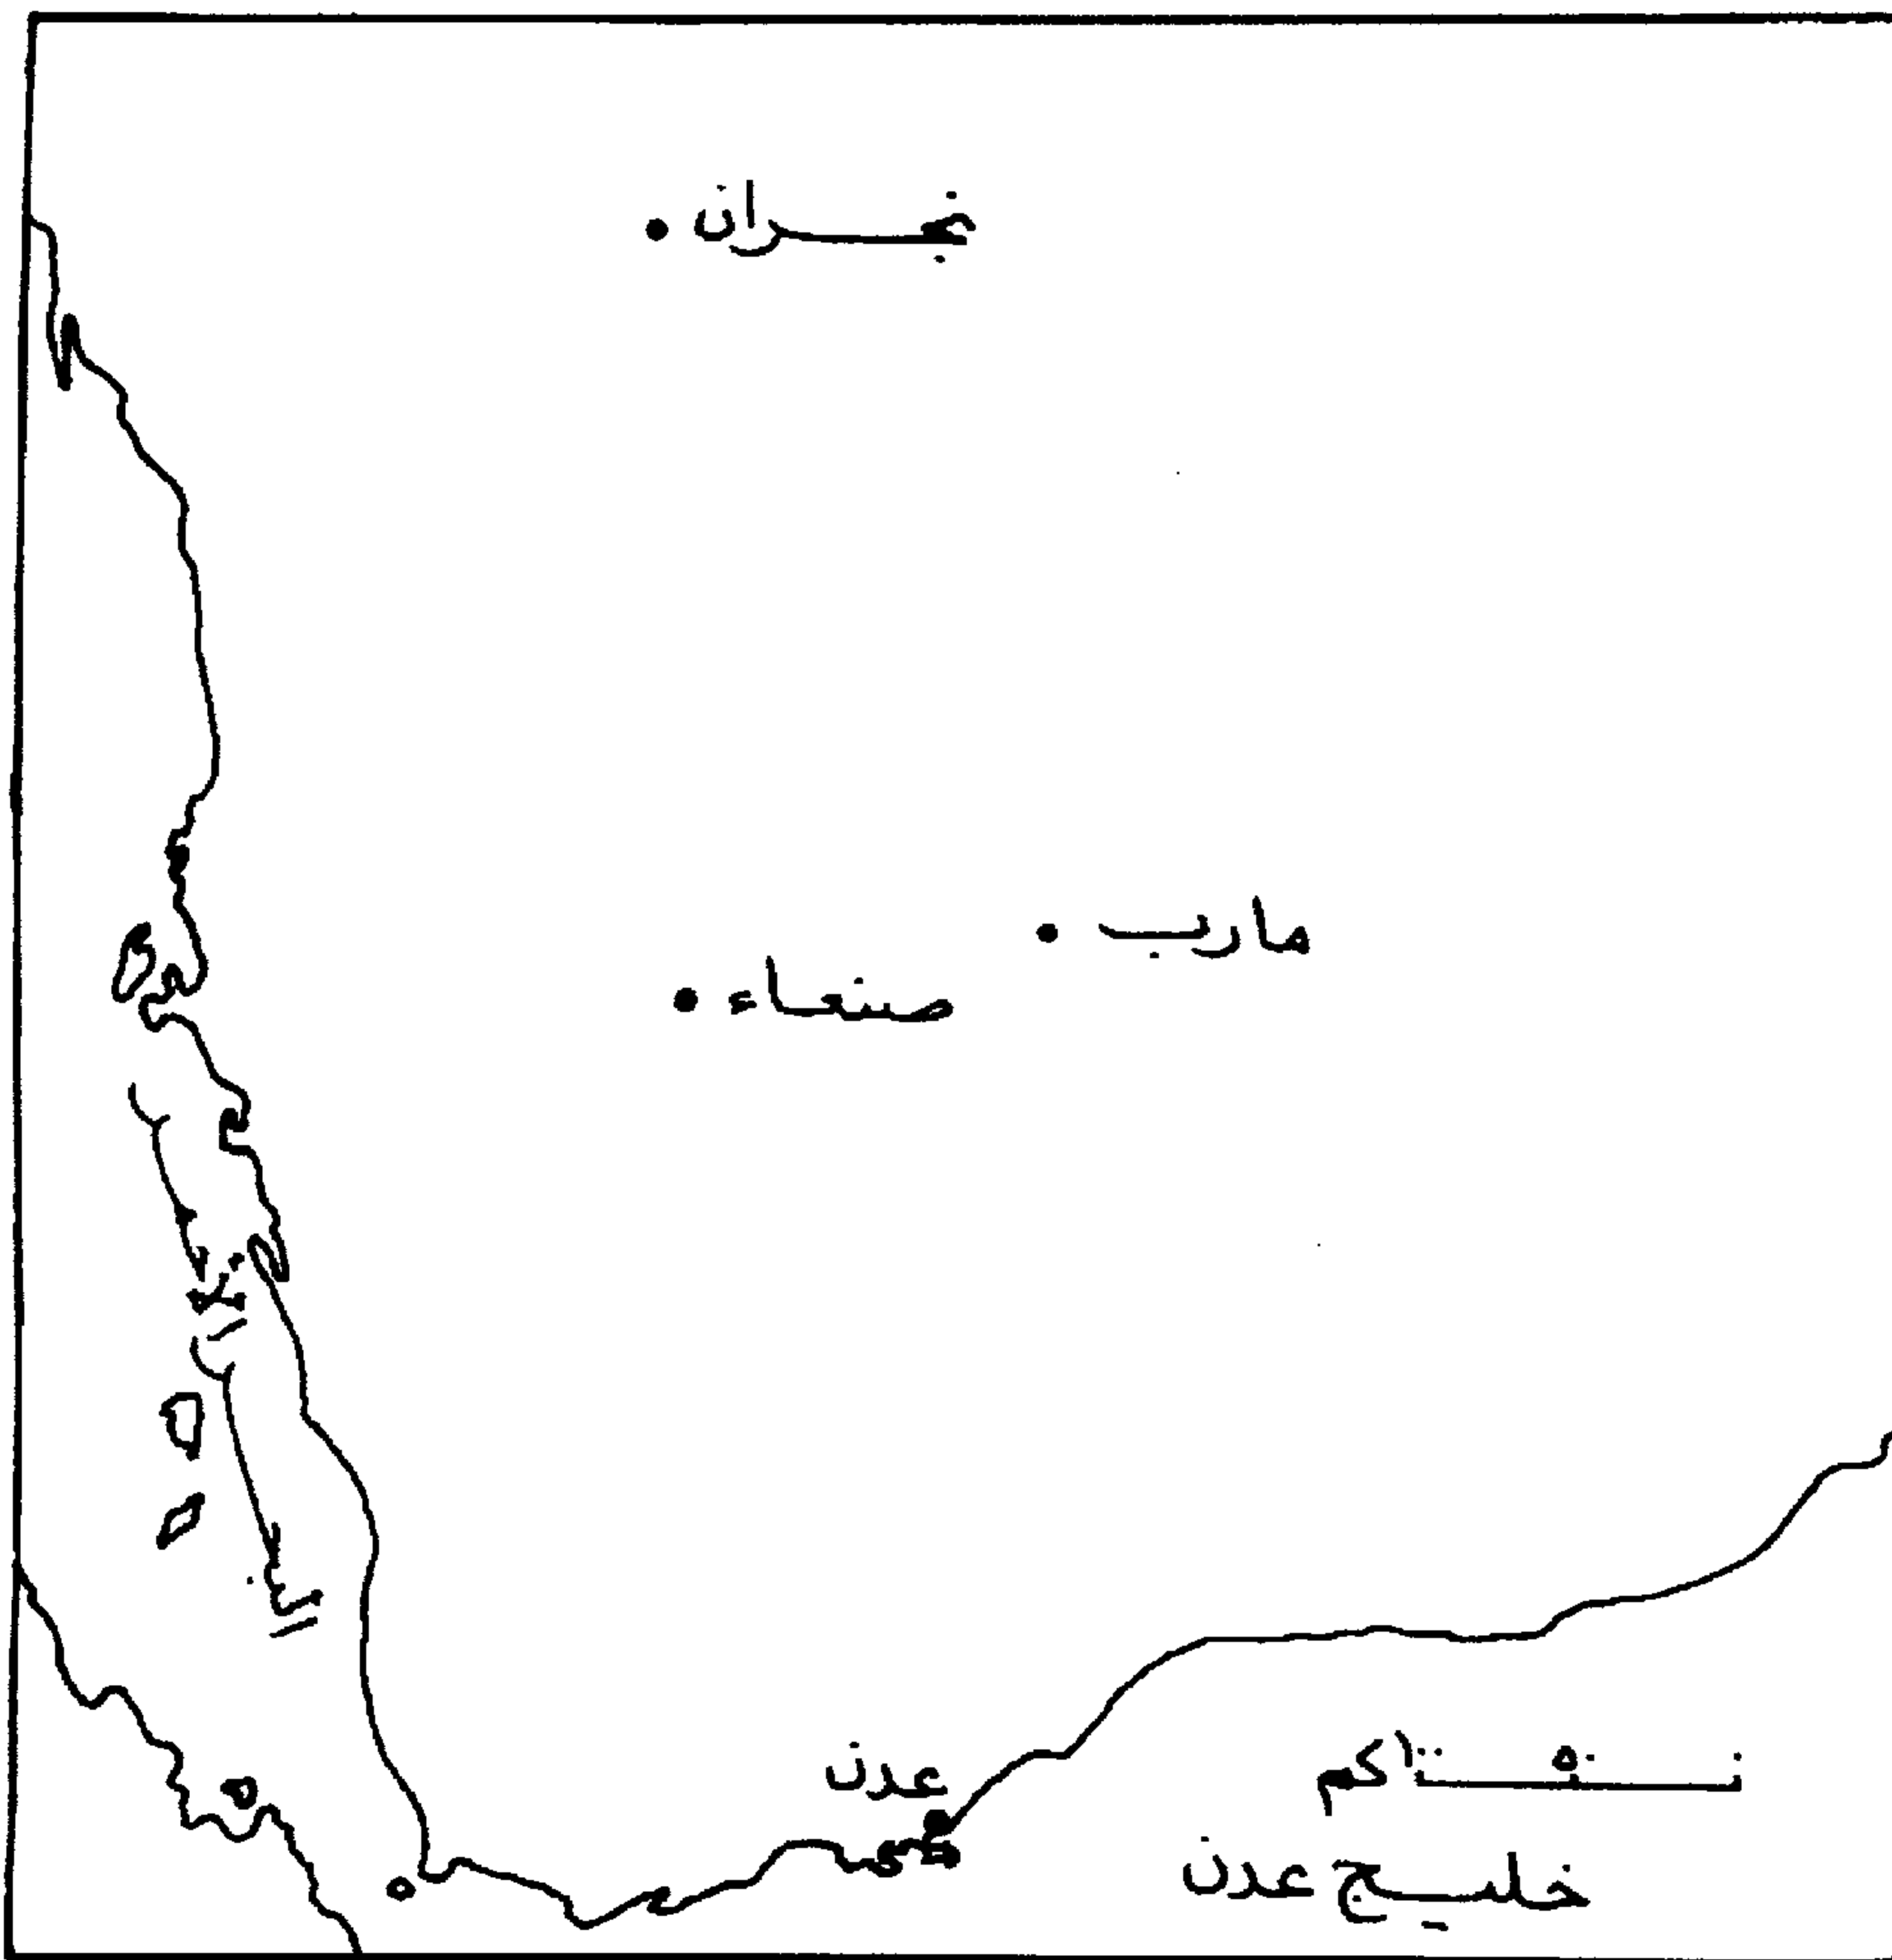 نجران
مارب
صنعاء
عدن
خليج عدن